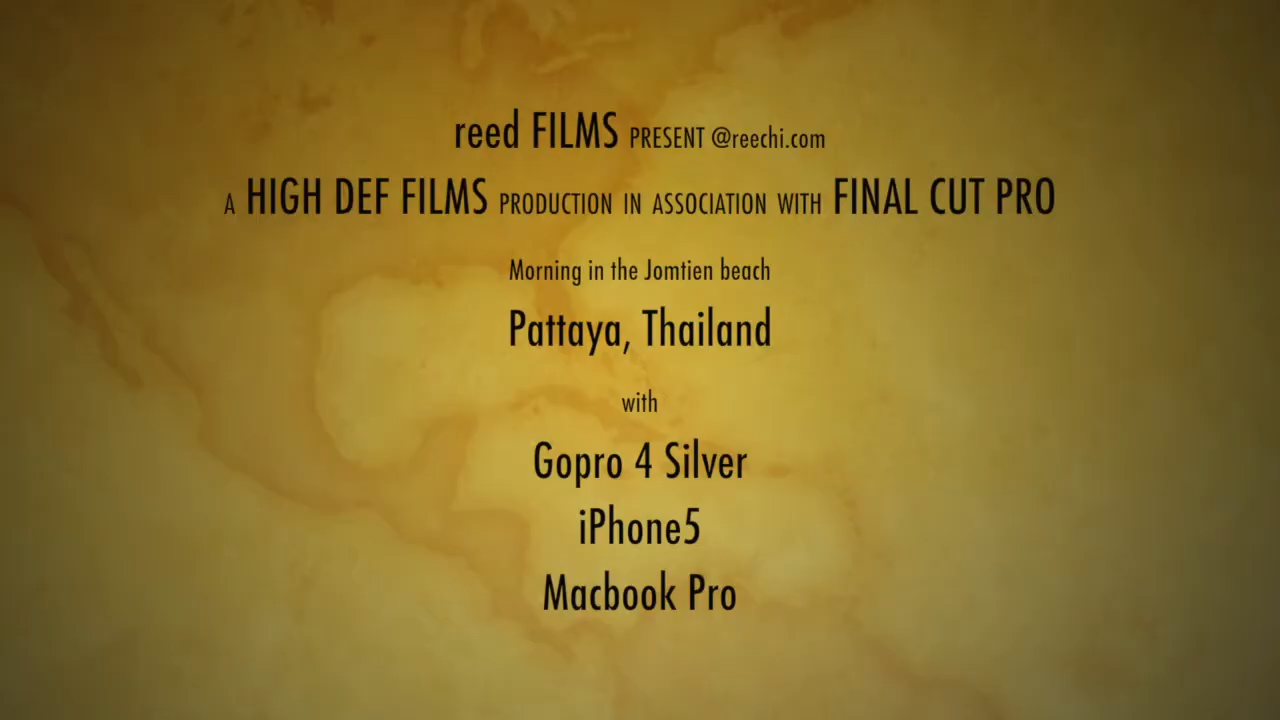 reed FILMS PRESENT @reechi.com
A HIGH DEF FILMS PRODUCTION IN ASSOCIATION WITH FINAL CUT PRO
Morning in the Jomtien beach
Pattaya, Thailand
with
Gopro 4 Silver
iPhone5
Macbook Pro